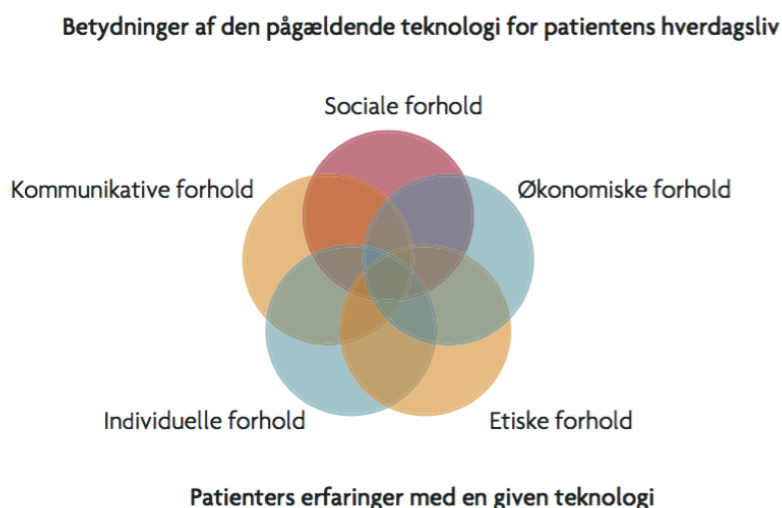 Betydninger af den pågældende teknologi for patientens hverdagsliv
Sociale forhold
Kommunikative forhold
Økonomiske forhold
Individuelle forhold
Etiske forhold
Patienters erfaringer med en given teknologi